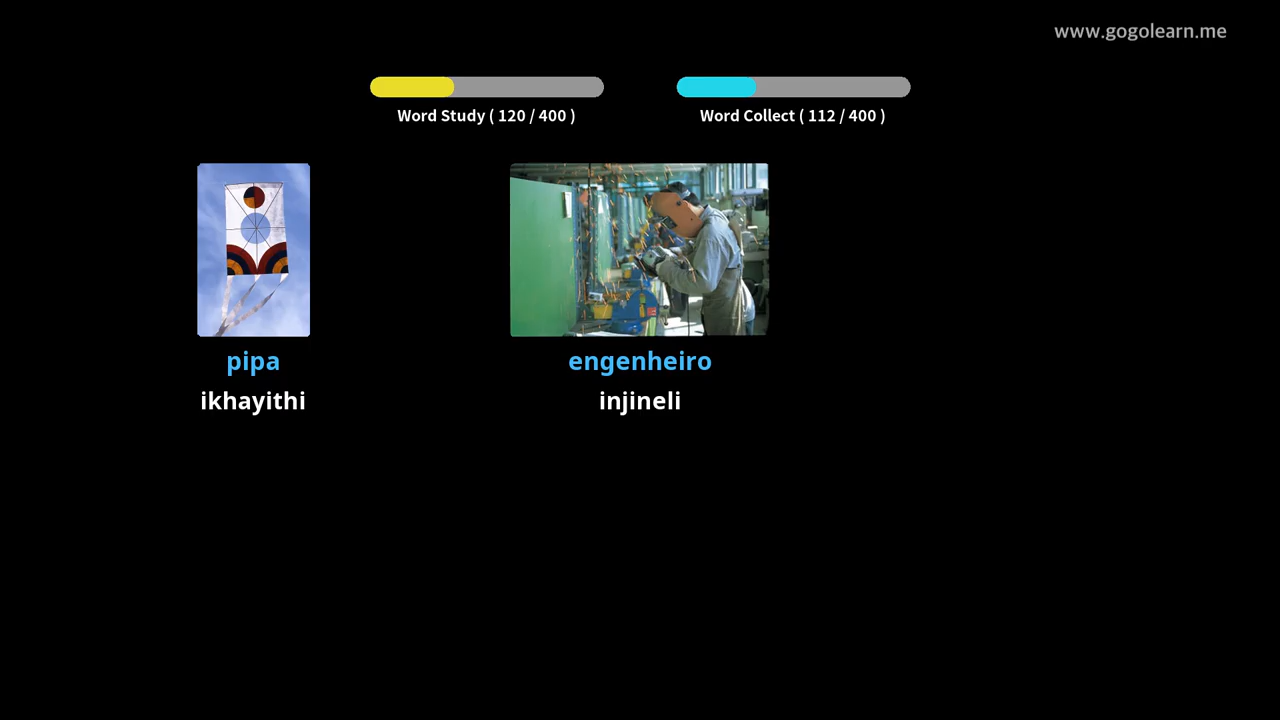 www.gogolearn.me
Word Study ( 120 / 400 )
Word Collect ( 112 / 400 )
pipa
ikhayithi
engenheiro
injineli